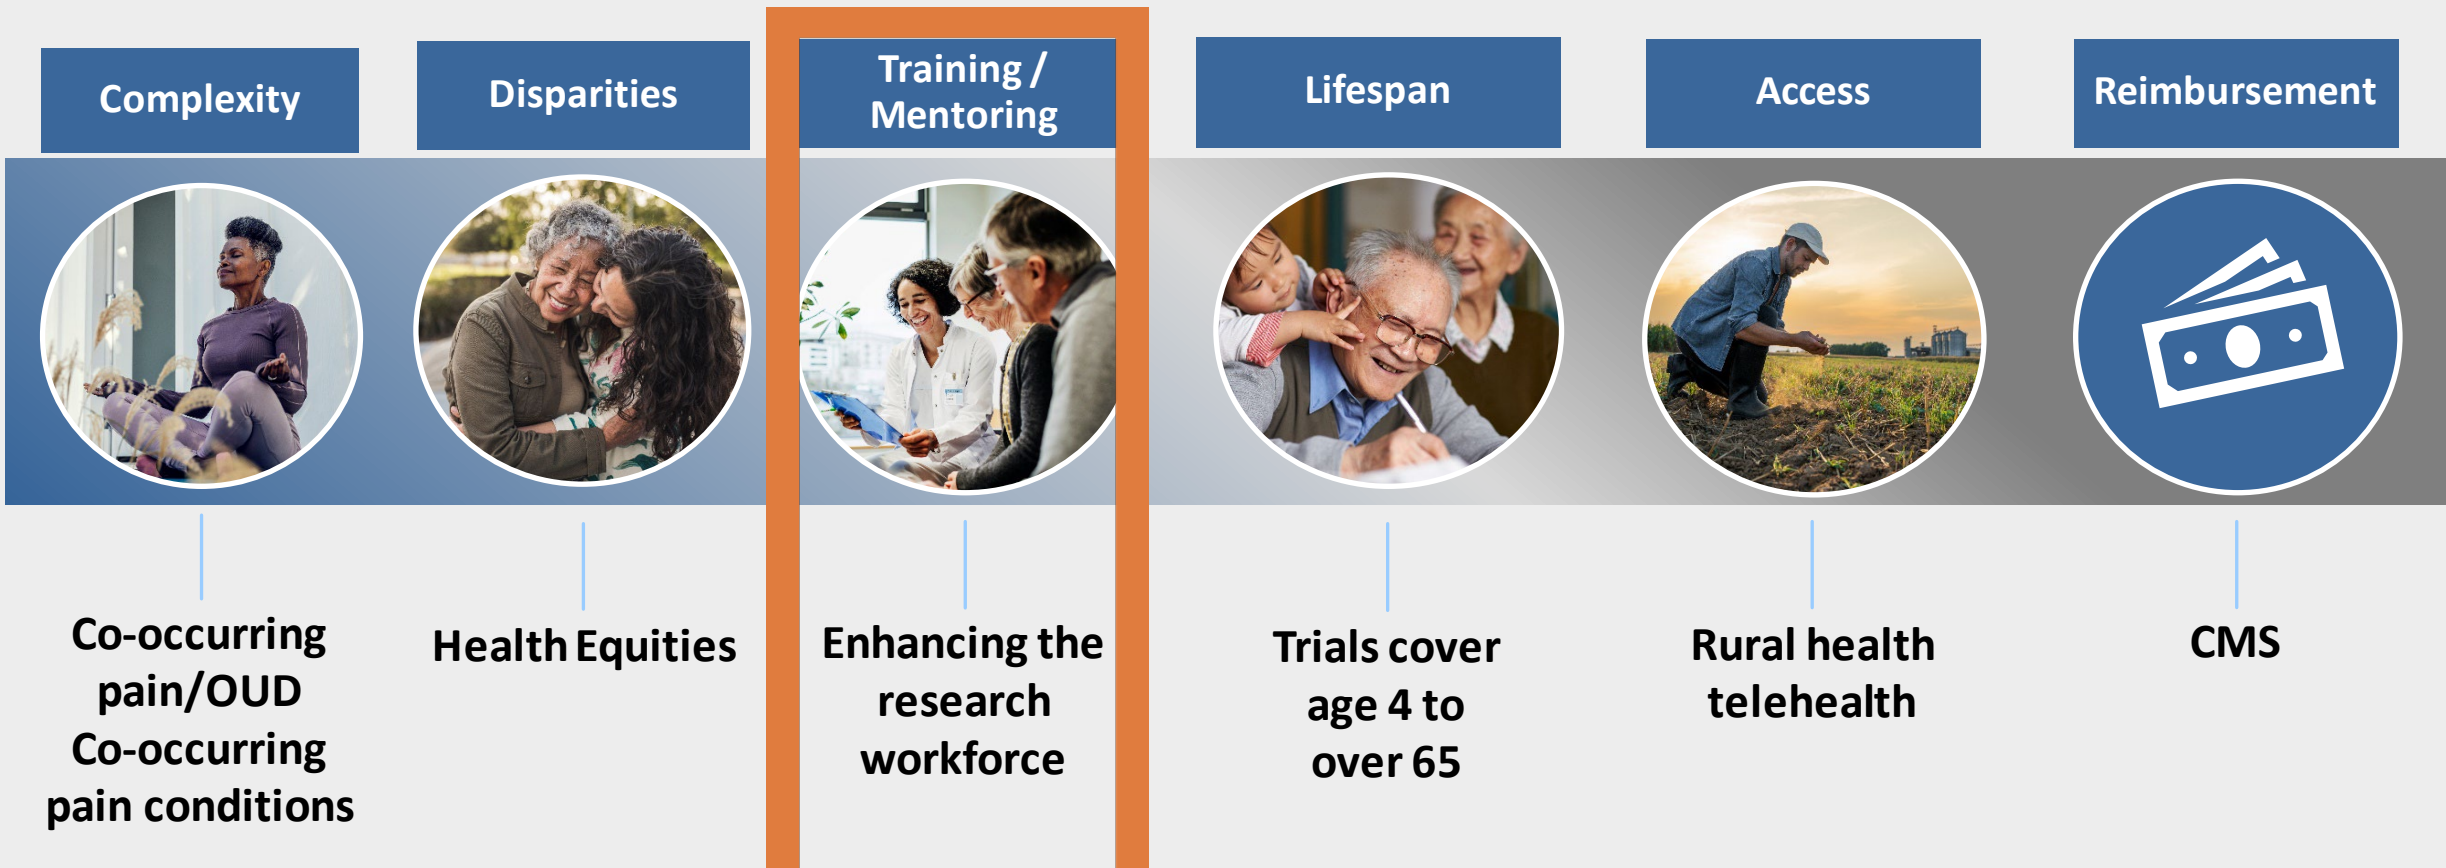 Complexity
Disparities
Training /
Mentoring
Lifespan
Access
Reimbursement
Co-occurring
pain/OUD
Co-occurring
pain conditions
Health Equities
Enhancing the
research
workforce
Trials cover
age 4 to
over 65
Rural health
telehealth
CMS